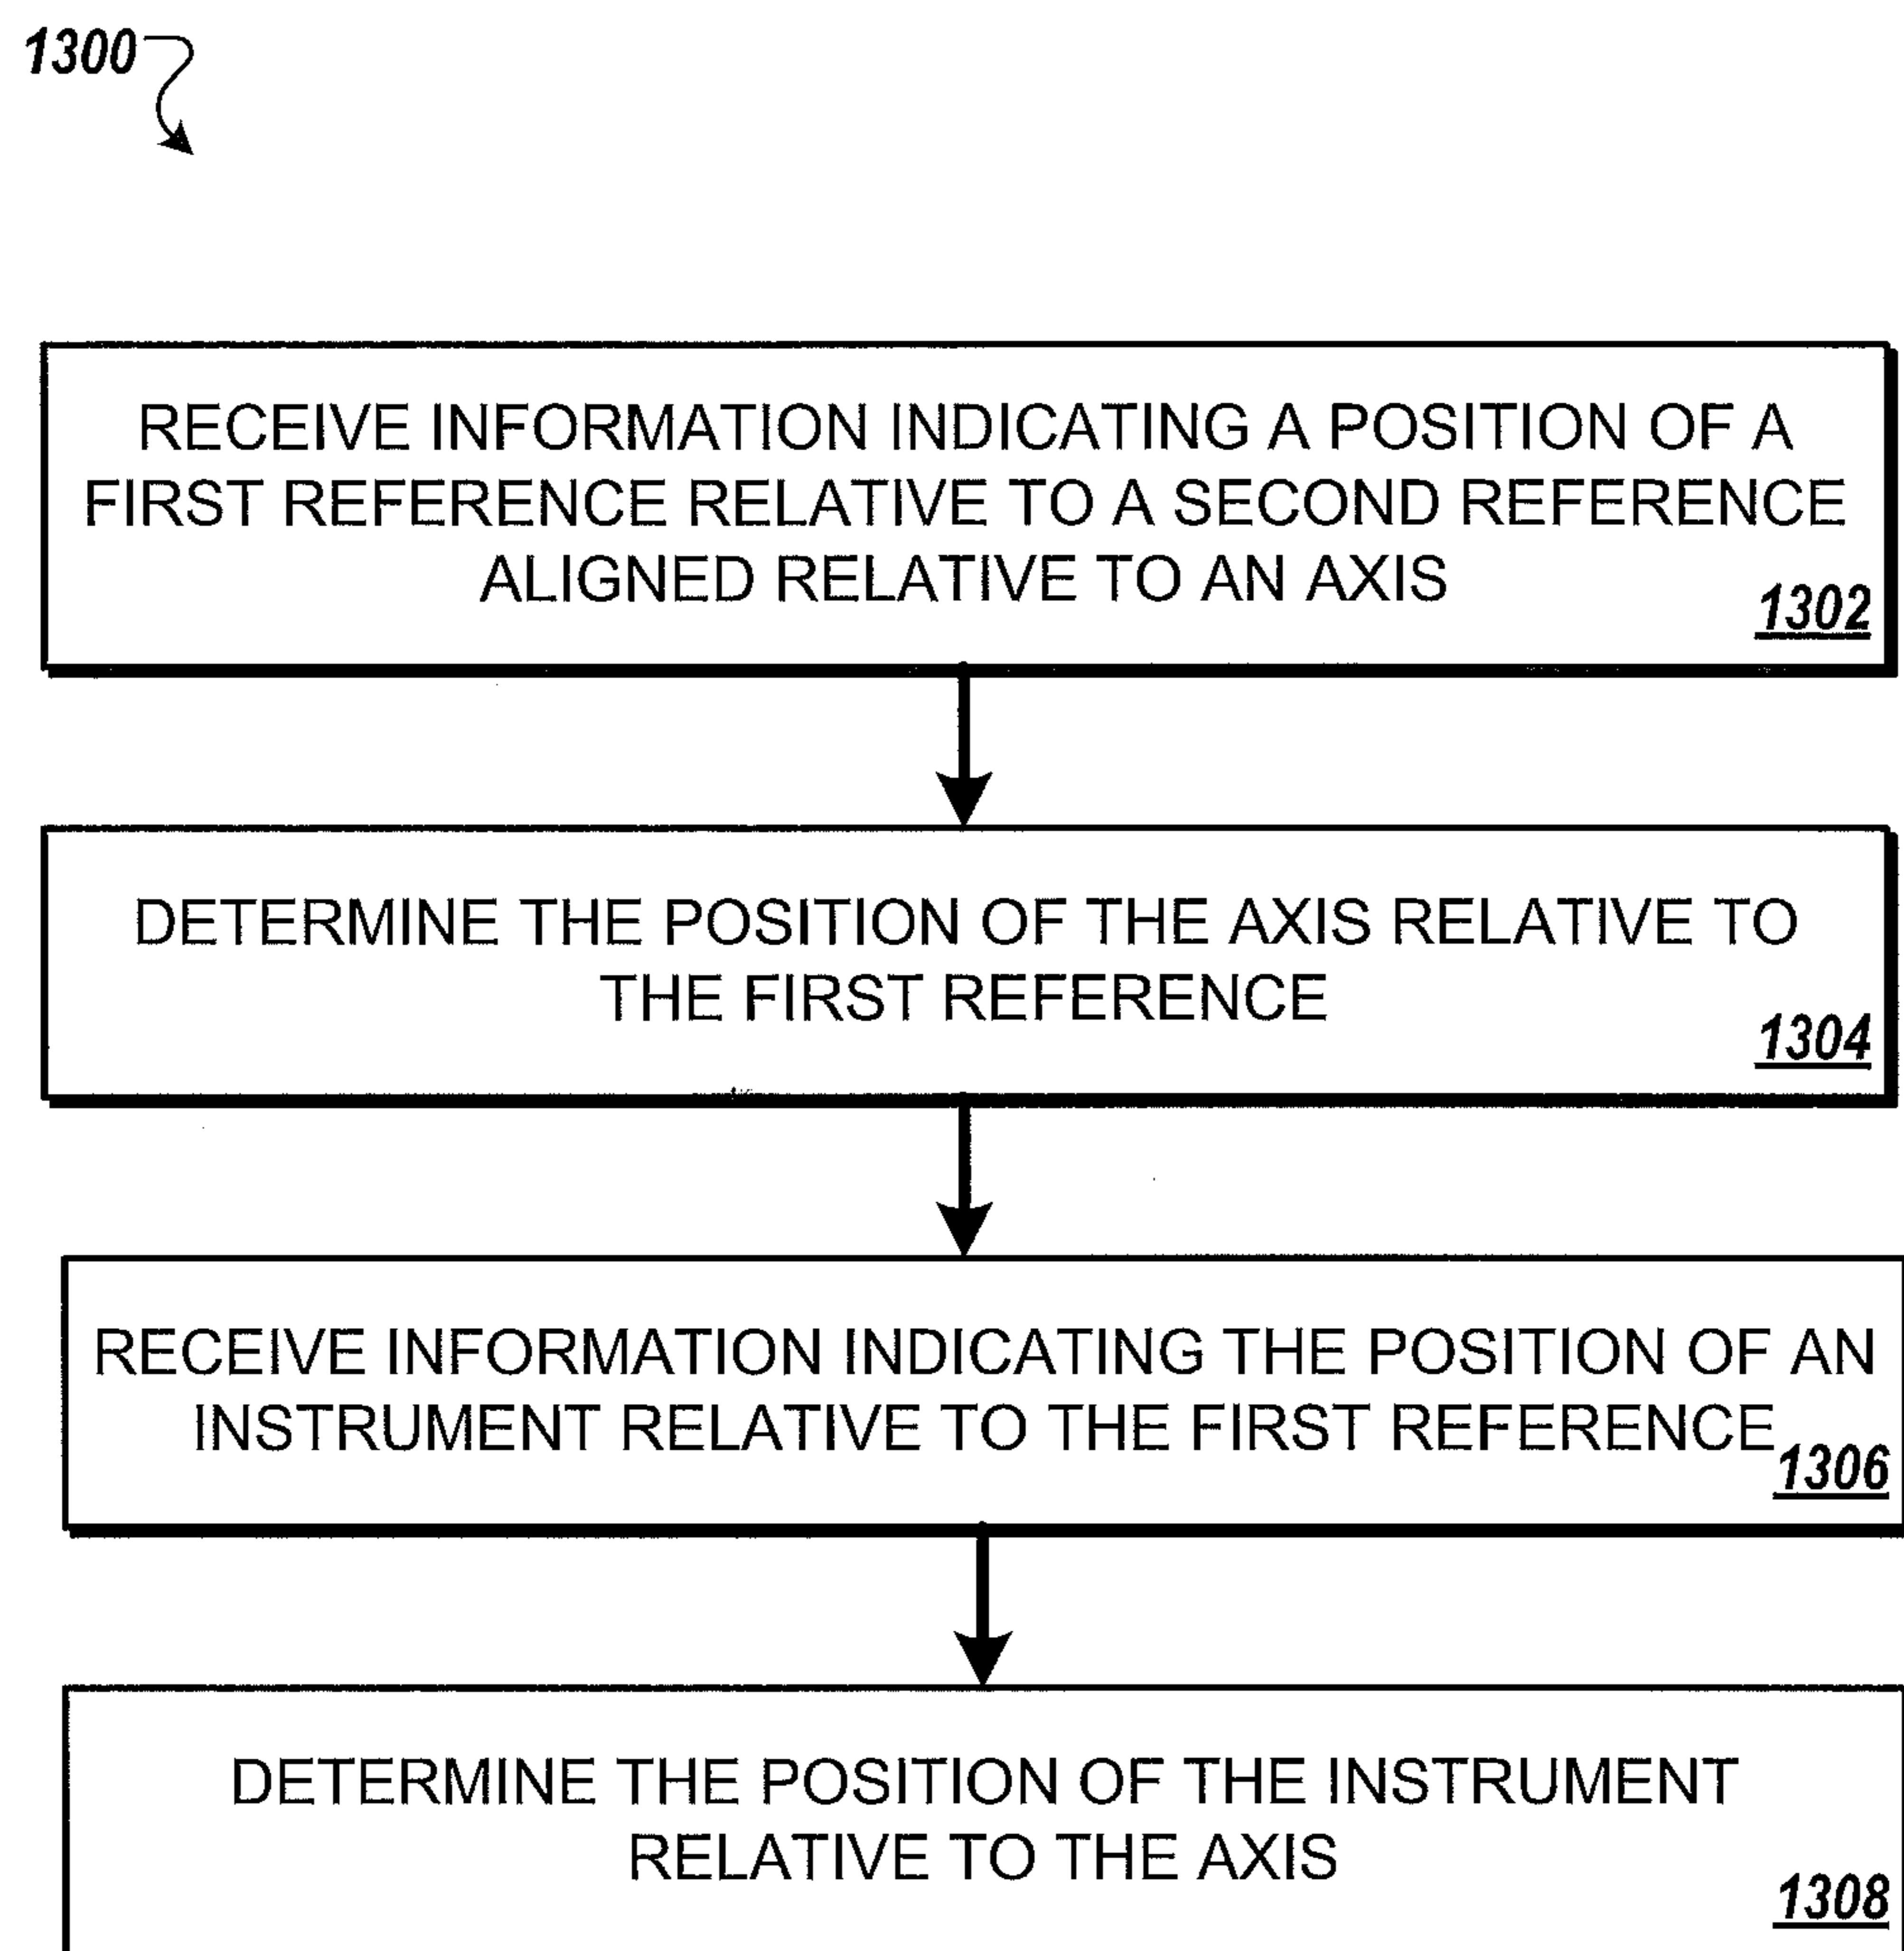 1300
RECEIVE INFORMATION INDICATING A POSITION OF A
FIRST REFERENCE RELATIVE TO A SECOND REFERENCE
ALIGNED RELATIVE TO AN AXIS
1302
DETERMINE THE POSITION OF THE AXIS RELATIVE TO
THE FIRST REFERENCE
1304
RECEIVE INFORMATION INDICATING THE POSITION OF AN
INSTRUMENT RELATIVE TO THE FIRST REFERENCE
1306
DETERMINE THE POSITION OF THE INSTRUMENT
RELATIVE TO THE AXIS
1308